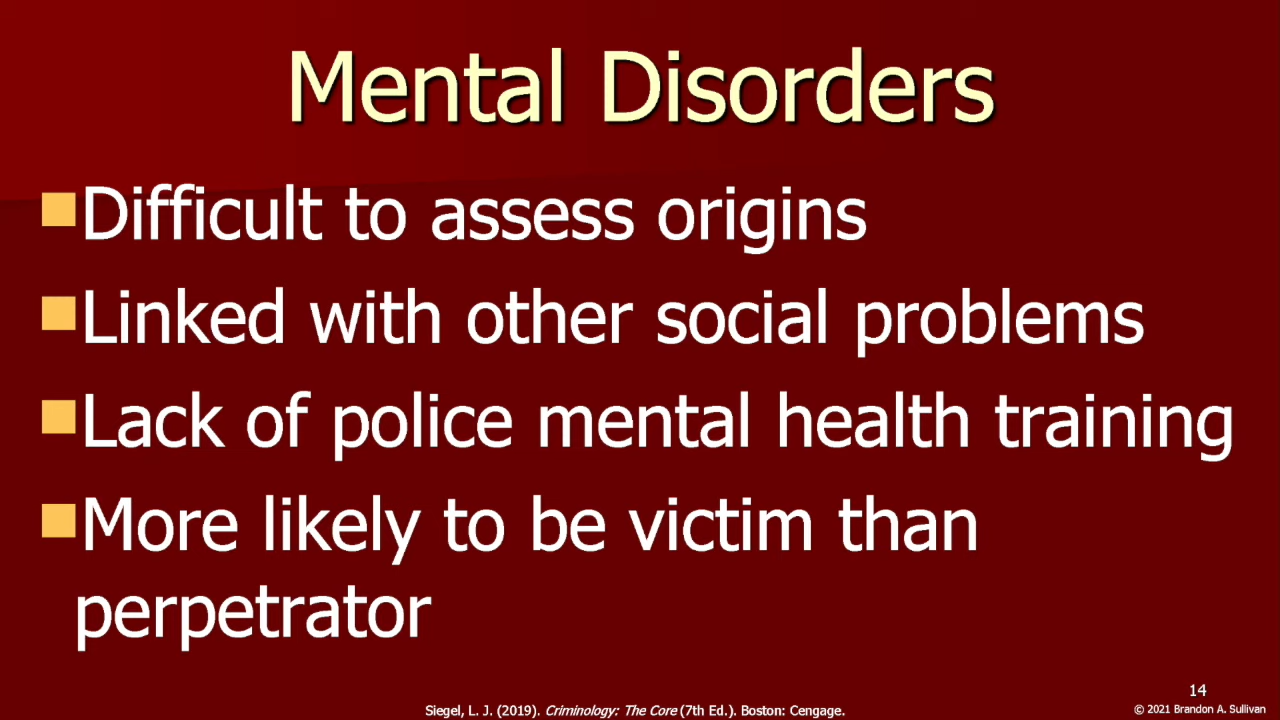 Mental Disorders
■Difficult to assess origins
■Linked with other social problems
■Lack of police mental health training
■More likely to be victim than
perpetrator
14
Siegel, L. J. (2019). Criminology: The Core (7th Ed.). Boston: Cengage.
© 2021 Brandon A. Sullivan